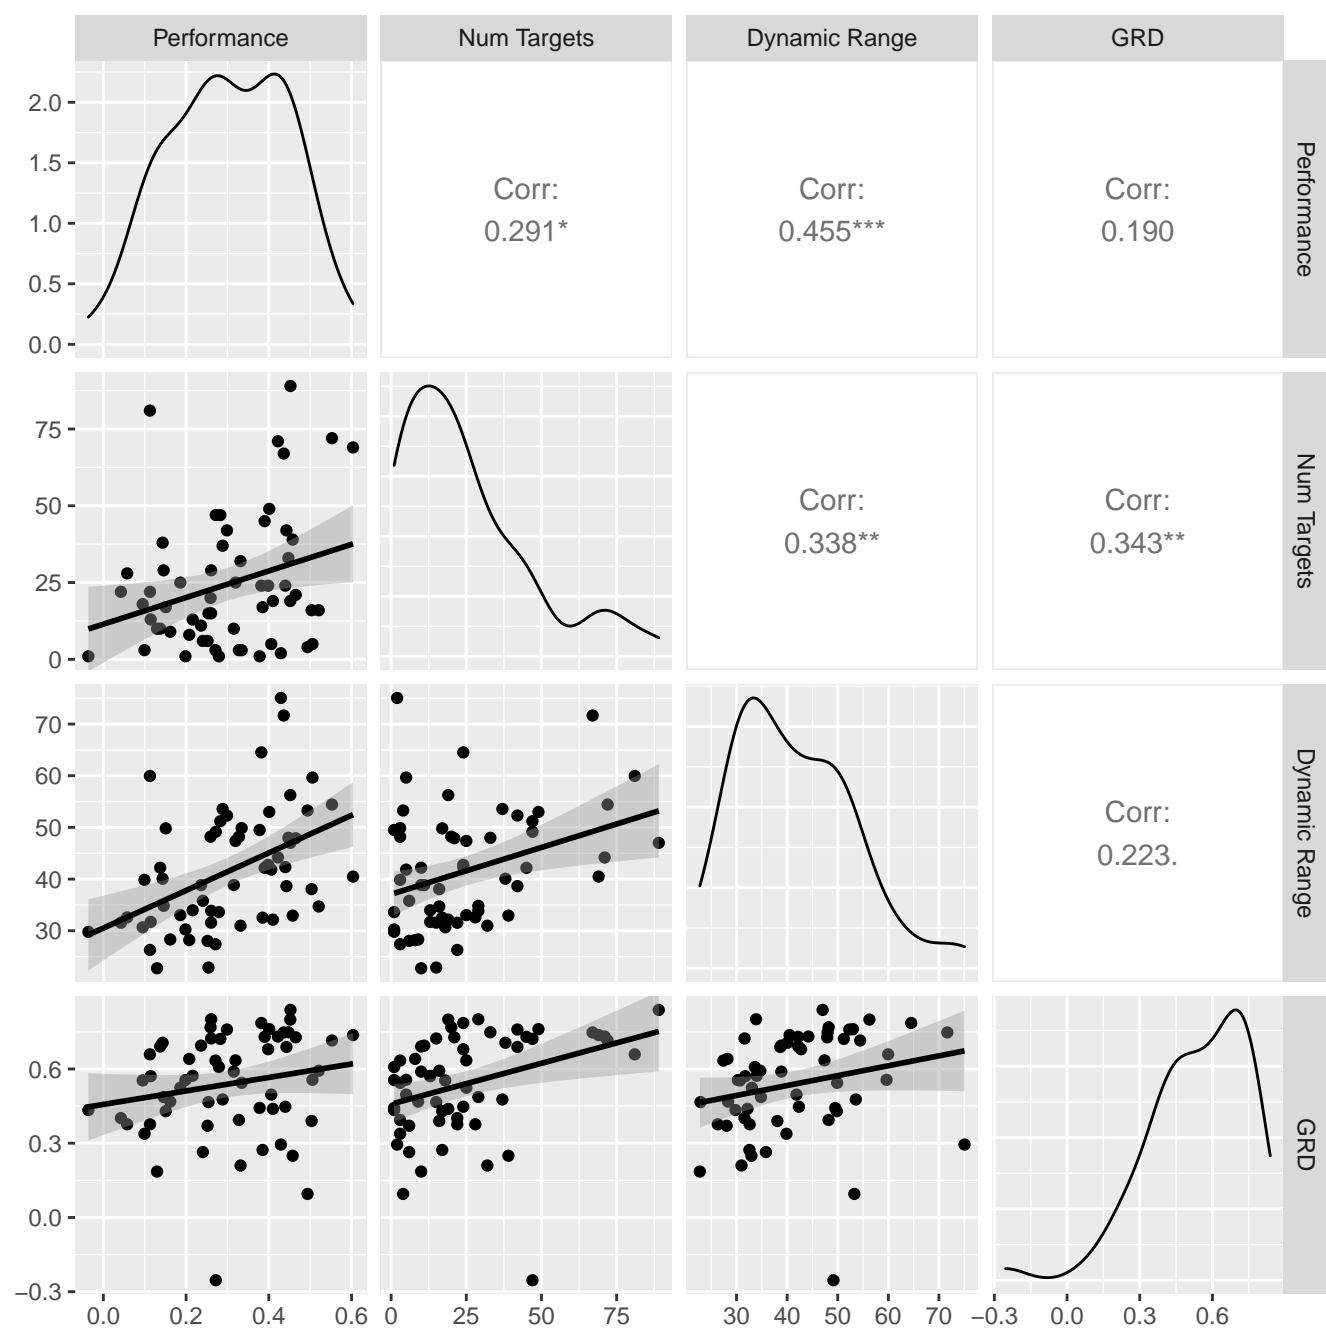 Performance
Num Targets
Dynamic Range
GRD
2.0
1.5
1.0
0.5
0.0
Corr:
0.291*
Corr:
0.455***
Corr:
0.190
Performance
75
50
25
0
Corr:
0.338**
Corr:
0.343**
Num Targets
70
60
50
40
30
Corr:
0.223.
Dynamic Range
0.6
0.3
0.0
−0.3
GRD
0.0 0.2 0.4 0.6
0 25 50 75
30 40 50 60 70
−0.3 0.0 0.3 0.6